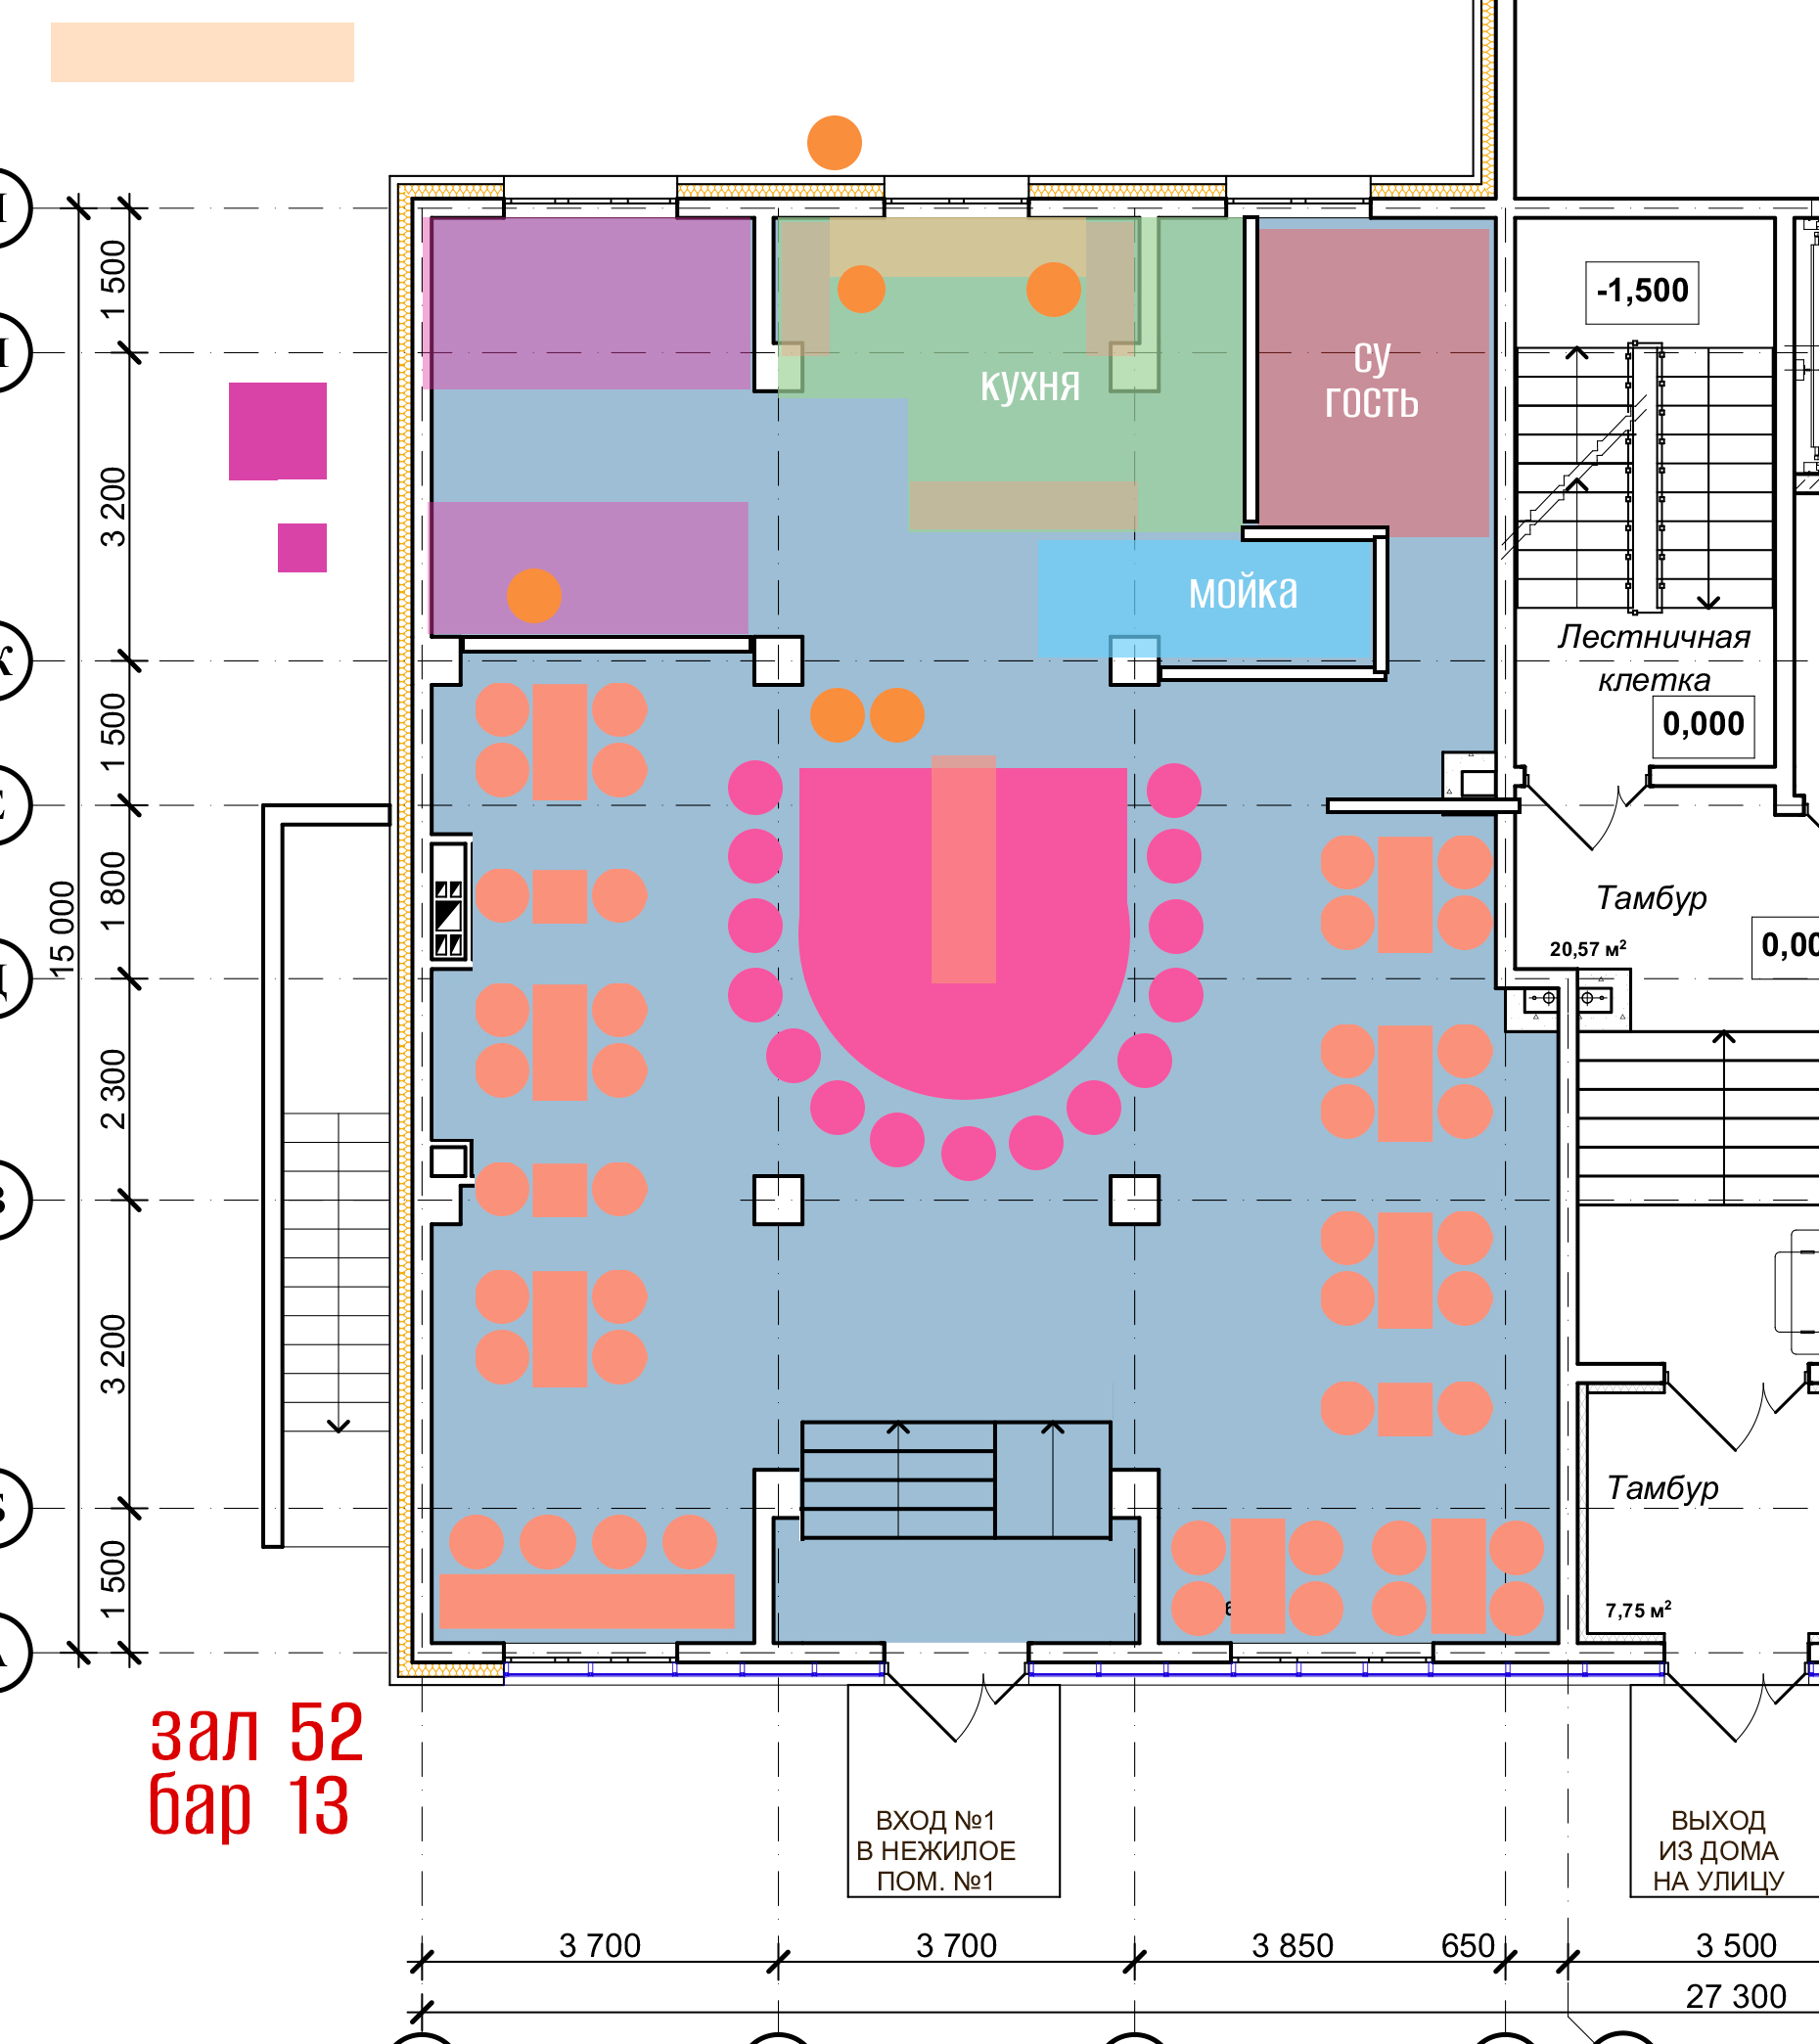 1 500
3 200
1 500
1 800
15 000
2 300
3 200
1 500
кухня
су
гость
мойка
-1,500
Лестничная
клетка
0,000
Тамбур
20,57 м²
Тамбур
7,75 м²
зал 52
бар 13
ВХОД №1
В НЕЖИЛОЕ
ПОМ. №1
ВЫХОД
ИЗ ДОМА
НА УЛИЦУ
3 700
3 700
3 850
650
3 500
27 300